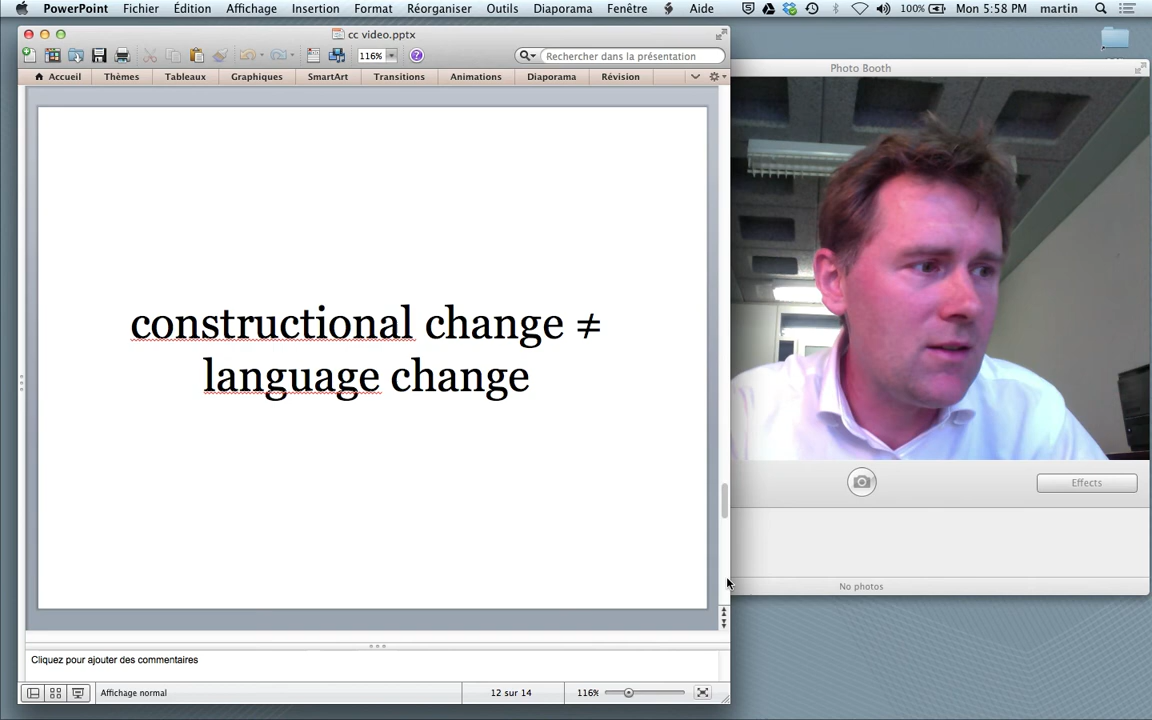 PowerPoint Fichier Édition Affichage Insertion Format Réorganiser Outils Diaporama Fenêtre Aide 100% Mon 5:58 PM martin
cc video.pptx
116% Rechercher dans la présentation
Accueil Thèmes Tableaux Graphiques SmartArt Transitions Animations Diaporama Révision
Photo Booth
constructional change ≠
language change
Effects
No photos
Cliquez pour ajouter des commentaires
Affichage normal 12 sur 14 116%